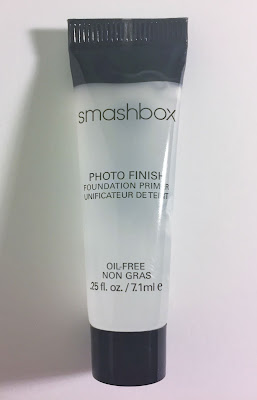 smashbox
PHOTO FINISH
FOUNDATION PRIMER
UNIFICATEUR DE TEINT
OIL-FREE
NON GRAS
.25 fl. oz. / 7.1ml e